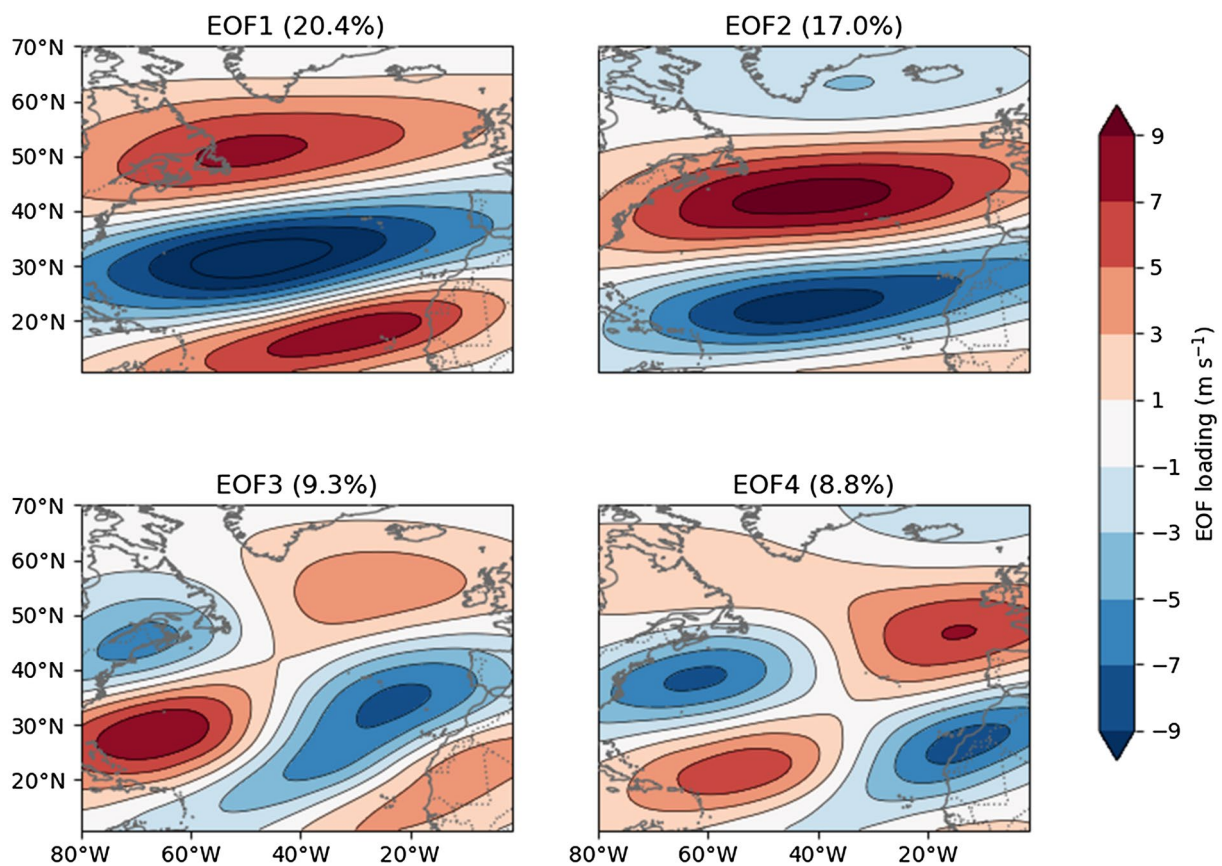 EOF1 (20.4%)
EOF2 (17.0%)
70°N
60°N
50°N
40°N
30°N
20°N
9
7
5
3
1
−1
−3
−5
−7
−9
EOF loading (m s⁻¹)
EOF3 (9.3%)
EOF4 (8.8%)
70°N
60°N
50°N
40°N
30°N
20°N
80°W 60°W 40°W 20°W
80°W 60°W 40°W 20°W